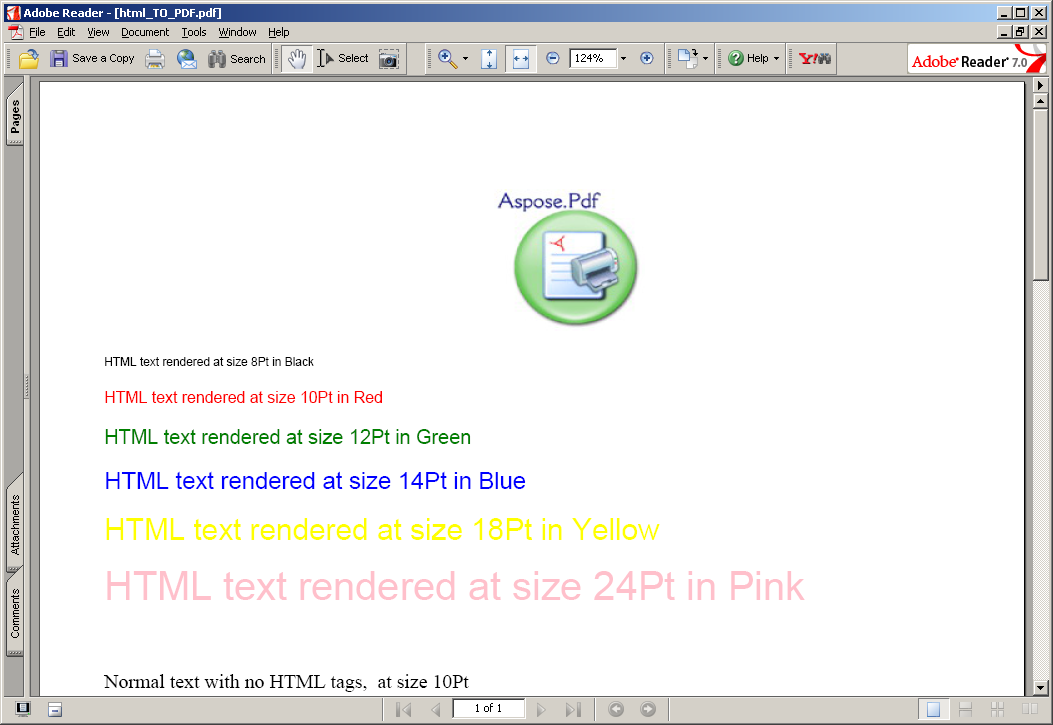 Adobe Reader - [html_TO_PDF.pdf]
File Edit View Document Tools Window Help
Save a Copy Search Select 124% Help Y! Adobe Reader 7.0
Pages
Aspose.Pdf
HTML text rendered at size 8Pt in Black
HTML text rendered at size 10Pt in Red
HTML text rendered at size 12Pt in Green
HTML text rendered at size 14Pt in Blue
Attachments
HTML text rendered at size 18Pt in Yellow
HTML text rendered at size 24Pt in Pink
Comments
Normal text with no HTML tags,  at size 10Pt
1 of 1